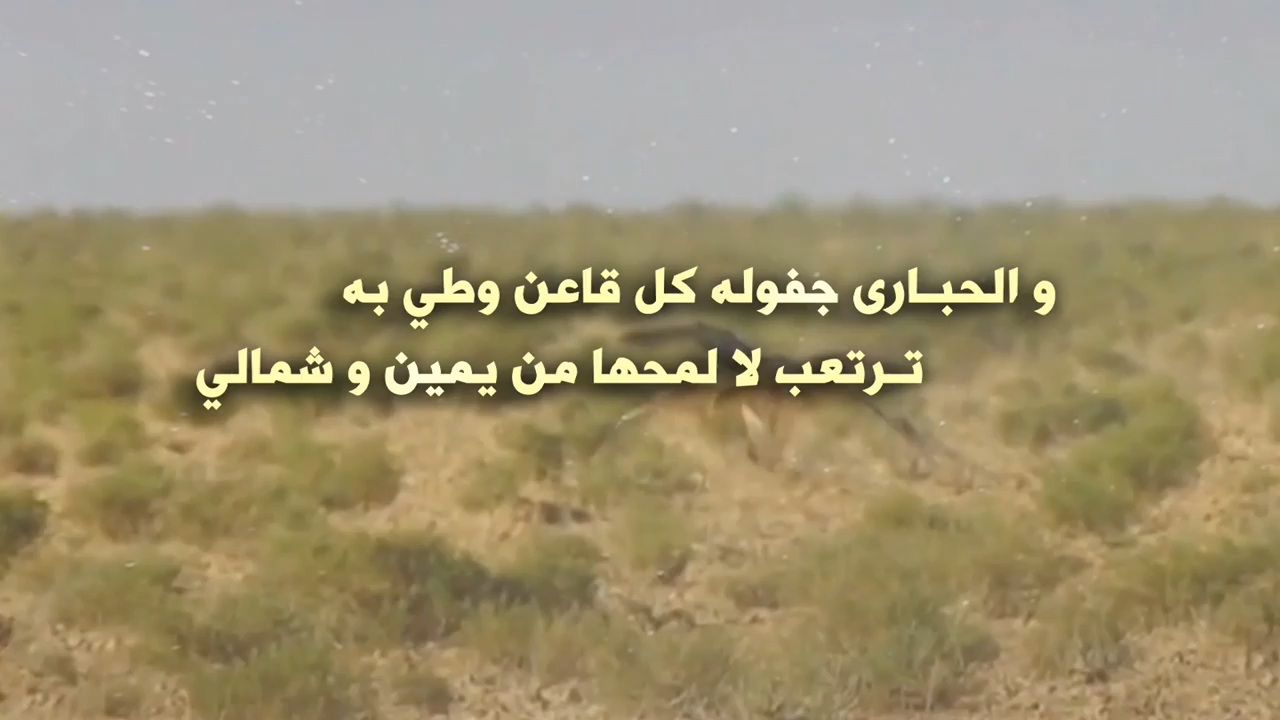 و الحبـارى جفوله كل قاعن وطي به
تـرتعب لا لمحها من يمين و شمالي